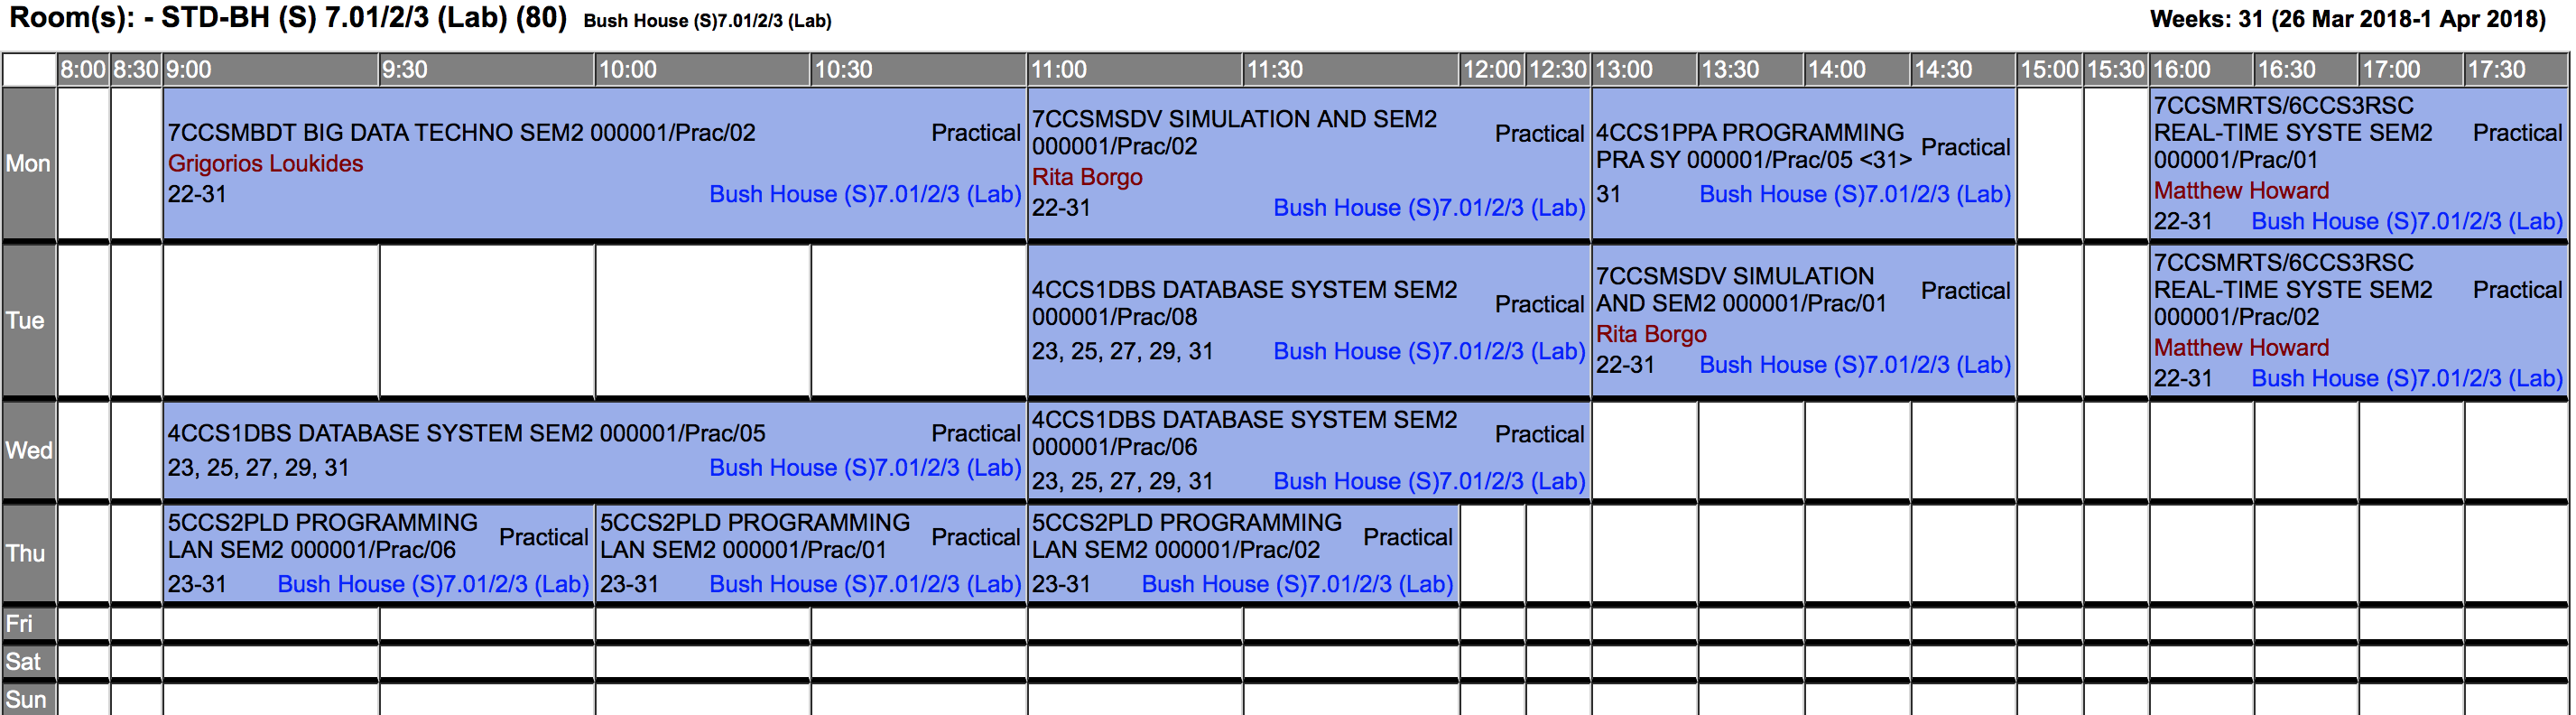 Room(s): - STD-BH (S) 7.01/2/3 (Lab) (80) Bush House (S)7.01/2/3 (Lab) Weeks: 31 (26 Mar 2018-1 Apr 2018)
8:00 8:30 9:00 9:30 10:00 10:30 11:00 11:30 12:00 12:30 13:00 13:30 14:00 14:30 15:00 15:30 16:00 16:30 17:00 17:30
Mon
7CCSMBDT BIG DATA TECHNO SEM2 000001/Prac/02 Practical
Grigorios Loukides
22-31 Bush House (S)7.01/2/3 (Lab)
7CCSMSDV SIMULATION AND SEM2
000001/Prac/02 Practical
Rita Borgo
22-31 Bush House (S)7.01/2/3 (Lab)
4CCS1PPA PROGRAMMING
PRA SY 000001/Prac/05 <31> Practical
31 Bush House (S)7.01/2/3 (Lab)
7CCSMRTS/6CCS3RSC
REAL-TIME SYSTE SEM2 Practical
000001/Prac/01
Matthew Howard
22-31 Bush House (S)7.01/2/3 (Lab)
Tue
4CCS1DBS DATABASE SYSTEM SEM2
000001/Prac/08 Practical
23, 25, 27, 29, 31 Bush House (S)7.01/2/3 (Lab)
7CCSMSDV SIMULATION
AND SEM2 000001/Prac/01 Practical
Rita Borgo
22-31 Bush House (S)7.01/2/3 (Lab)
7CCSMRTS/6CCS3RSC
REAL-TIME SYSTE SEM2 Practical
000001/Prac/02
Matthew Howard
22-31 Bush House (S)7.01/2/3 (Lab)
Wed
4CCS1DBS DATABASE SYSTEM SEM2 000001/Prac/05 Practical
23, 25, 27, 29, 31 Bush House (S)7.01/2/3 (Lab)
4CCS1DBS DATABASE SYSTEM SEM2
000001/Prac/06 Practical
23, 25, 27, 29, 31 Bush House (S)7.01/2/3 (Lab)
Thu
5CCS2PLD PROGRAMMING
LAN SEM2 000001/Prac/06 Practical
23-31 Bush House (S)7.01/2/3 (Lab)
5CCS2PLD PROGRAMMING
LAN SEM2 000001/Prac/01 Practical
23-31 Bush House (S)7.01/2/3 (Lab)
5CCS2PLD PROGRAMMING
LAN SEM2 000001/Prac/02 Practical
23-31 Bush House (S)7.01/2/3 (Lab)
Fri
Sat
Sun